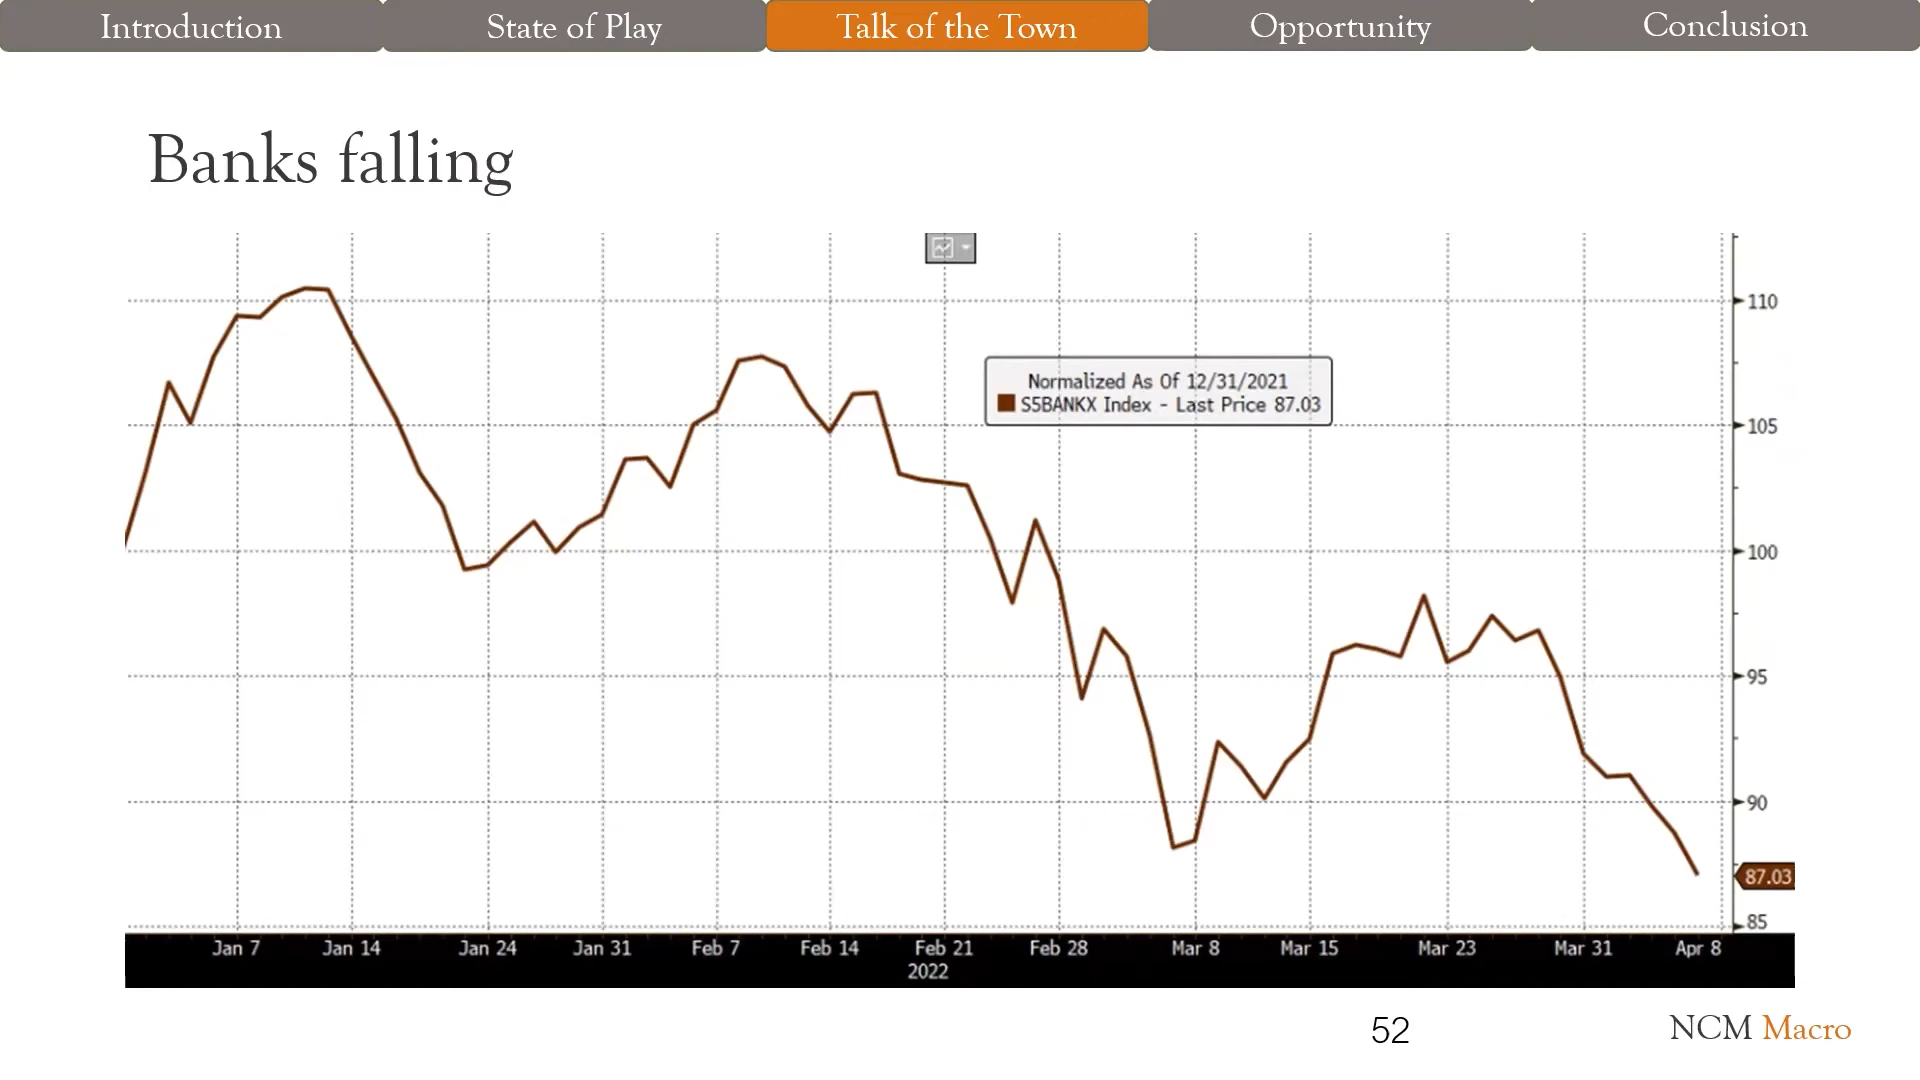 Introduction
State of Play
Talk of the Town
Opportunity
Conclusion
Banks falling
Normalized As Of 12/31/2021
S5BANKX Index - Last Price 87.03
110
105
100
95
90
87.03
85
Jan 7 Jan 14 Jan 24 Jan 31 Feb 7 Feb 14 Feb 21 Feb 28 Mar 8 Mar 15 Mar 23 Mar 31 Apr 8
2022
52
NCM Macro